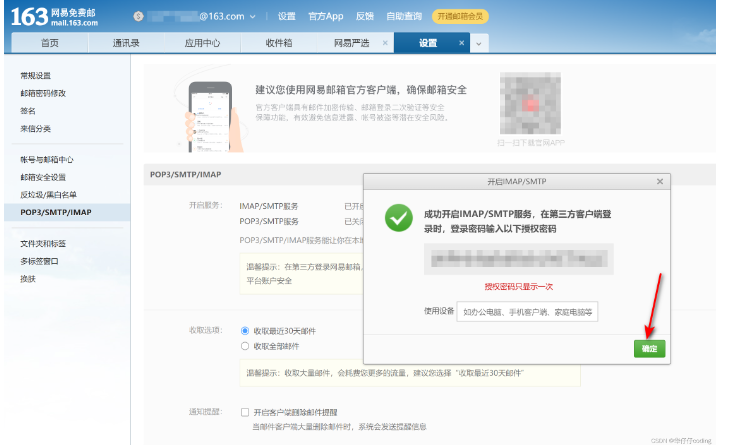 163 网易免费邮
mail.163.com
@163.com
设置
官方App
反馈
自助查询
开通邮箱会员
首页
通讯录
应用中心
收件箱
网易严选 ×
设置 ×
常规设置
邮箱密码修改
签名
来信分类
帐号与邮箱中心
邮箱安全设置
反垃圾/黑白名单
POP3/SMTP/IMAP
文件夹和标签
多标签窗口
换肤
建议您使用网易邮箱官方客户端，确保邮箱安全
官方客户端具有邮件加密传输、邮箱登录二次验证等安全
保障功能，有效避免信息泄露、帐号被盗等潜在安全风险。
扫一扫下载官网APP
POP3/SMTP/IMAP
开启服务：
IMAP/SMTP服务
已开
POP3/SMTP服务
已关
POP3/SMTP/IMAP服务能让你在本地
温馨提示：在第三方登录网易邮箱，
平台账户安全
收取选项：
收取最近30天邮件
收取全部邮件
温馨提示：收取大量邮件，会耗费您更多的流量，建议您选择“收取最近30天邮件”
通知提醒：
开启客户端删除邮件提醒
当邮件客户端大量删除邮件时，系统会发送提醒信息
开启IMAP/SMTP ×
成功开启IMAP/SMTP服务，在第三方客户端登
录时，登录密码输入以下授权密码
授权密码只显示一次
使用设备
如办公电脑、手机客户端、家庭电脑等
确定